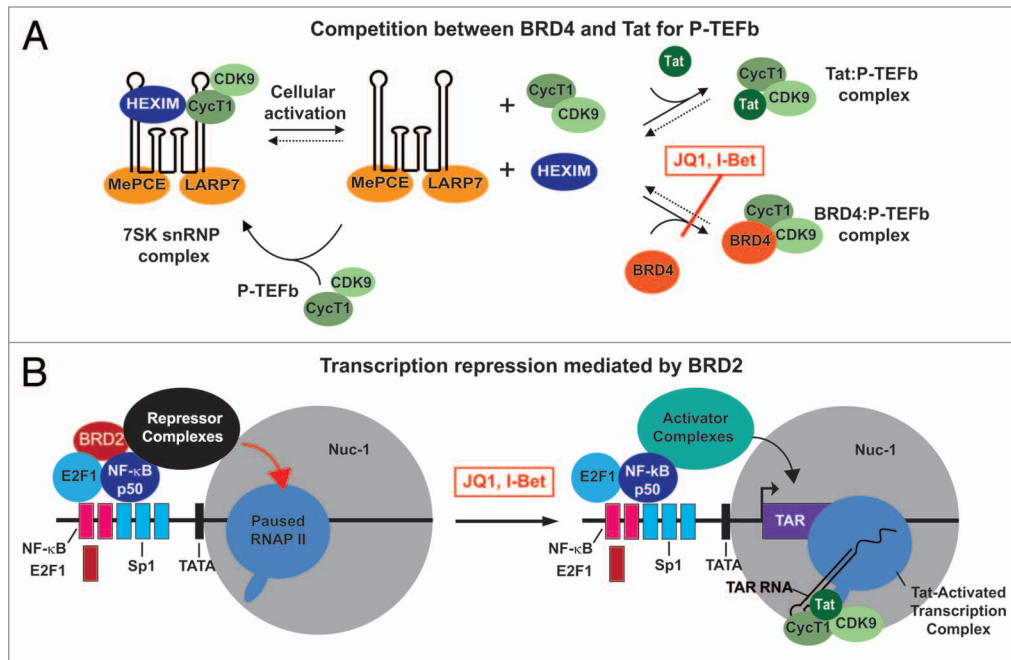 A
Competition between BRD4 and Tat for P-TEFb
CDK9
HEXIM
CycT1
MePCE
LARP7
7SK snRNP
complex
Cellular
activation
MePCE
LARP7
P-TEFb
CDK9
CycT1
+
CycT1
CDK9
+
HEXIM
Tat
CycT1
Tat
CDK9
Tat:P-TEFb
complex
JQ1, I-Bet
BRD4
CycT1
BRD4
CDK9
BRD4:P-TEFb
complex
B
Transcription repression mediated by BRD2
BRD2
Repressor
Complexes
E2F1
NF-κB
p50
Nuc-1
Paused
RNAP II
NF-κB
E2F1
Sp1
TATA
JQ1, I-Bet
Activator
Complexes
E2F1
NF-kB
p50
Nuc-1
TAR
NF-κB
E2F1
Sp1
TATA
TAR RNA
Tat
CycT1
CDK9
Tat-Activated
Transcription
Complex